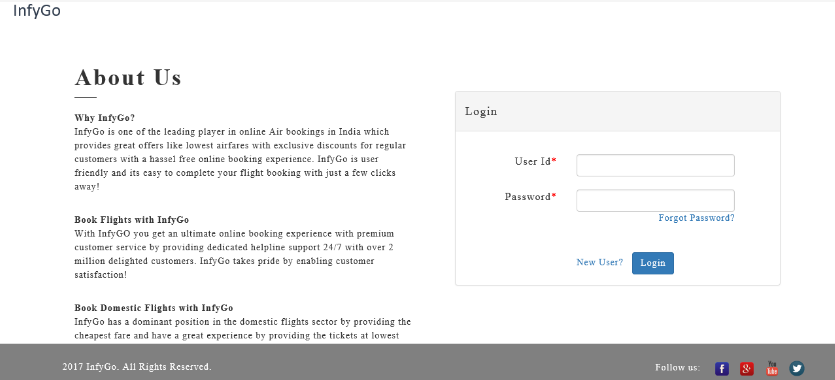 InfyGo
About Us
Why InfyGo?
InfyGo is one of the leading player in online Air bookings in India which
provides great offers like lowest airfares with exclusive discounts for regular
customers with a hassel free online booking experience. InfyGo is user
friendly and its easy to complete your flight booking with just a few clicks
away!
Book Flights with InfyGo
With InfyGO you get an ultimate online booking experience with premium
customer service by providing dedicated helpline support 24/7 with over 2
million delighted customers. InfyGo takes pride by enabling customer
satisfaction!
Book Domestic Flights with InfyGo
InfyGo has a dominant position in the domestic flights sector by providing the
cheapest fare and have a great experience by providing the tickets at lowest
Login
User Id*
Password*
Forgot Password?
New User? Login
2017 InfyGo. All Rights Reserved.
Follow us: f g+ You Tube